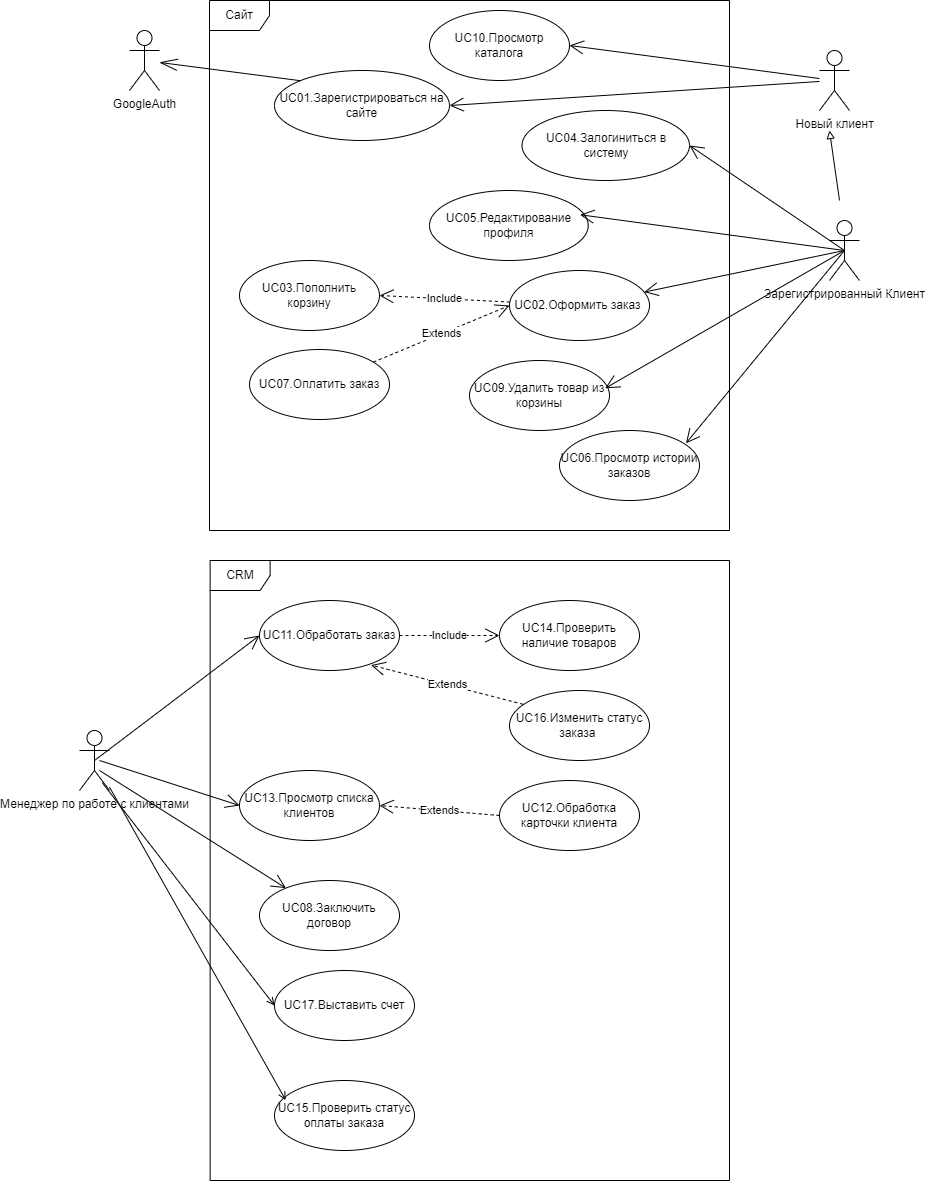 Сайт
UC10.Просмотр
каталога
GoogleAuth
UC01.Зарегистрироваться на
сайте
Новый клиент
UC04.Залогиниться в
систему
UC05.Редактирование
профиля
Зарегистрированный Клиент
UC03.Пополнить
корзину
Include
UC02.Оформить заказ
Extends
UC07.Оплатить заказ
UC09.Удалить товар из
корзины
UC06.Просмотр истории
заказов
CRM
UC11.Обработать заказ
Include
UC14.Проверить
наличие товаров
Extends
UC16.Изменить статус
заказа
Менеджер по работе с клиентами
UC13.Просмотр списка
клиентов
Extends
UC12.Обработка
карточки клиента
UC08.Заключить
договор
UC17.Выставить счет
UC15.Проверить статус
оплаты заказа